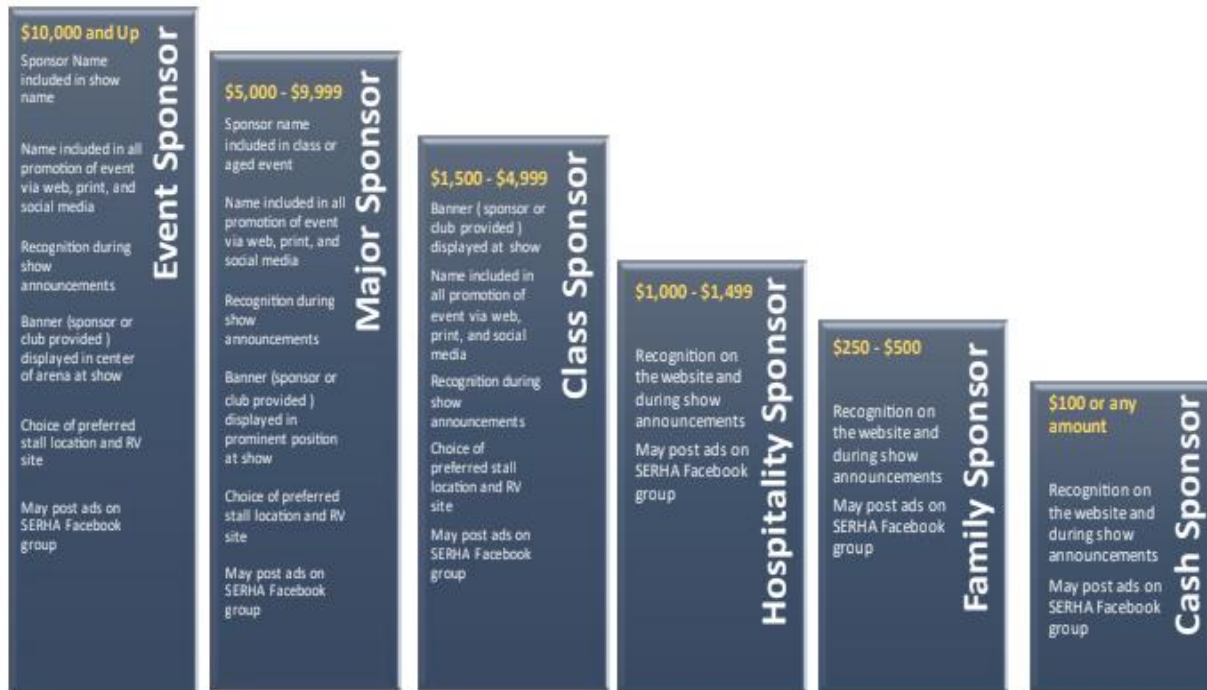 $10,000 and Up
Sponsor Name
included in show
name
Name included in all
promotion of event
via web, print, and
social media
Recognition during
show
announcements
Banner (sponsor or
club provided )
displayed in center
of arena at show
Choice of preferred
stall location and RV
site
May post ads on
SERHA Facebook
group
Event Sponsor
$5,000 - $9,999
Sponsor name
included in class or
aged event
Name included in all
promotion of event
via web, print, and
social media
Recognition during
show
announcements
Banner (sponsor or
club provided )
displayed in
prominent position
at show
Choice of preferred
stall location and RV
site
May post ads on
SERHA Facebook
group
Major Sponsor
$1,500 - $4,999
Banner ( sponsor or
club provided )
displayed at show
Name included in
all promotion of
event via web,
print, and social
media
Recognition during
show
announcements
Choice of
preferred stall
location and RV
site
May post ads on
SERHA Facebook
group
Class Sponsor
$1,000 - $1,499
Recognition on
the website and
during show
announcements
May post ads on
SERHA Facebook
group
Hospitality Sponsor
$250 - $500
Recognition on
the website and
during show
announcements
May post ads on
SERHA Facebook
group
Family Sponsor
$100 or any
amount
Recognition on
the website and
during show
announcements
May post ads on
SERHA Facebook
group
Cash Sponsor